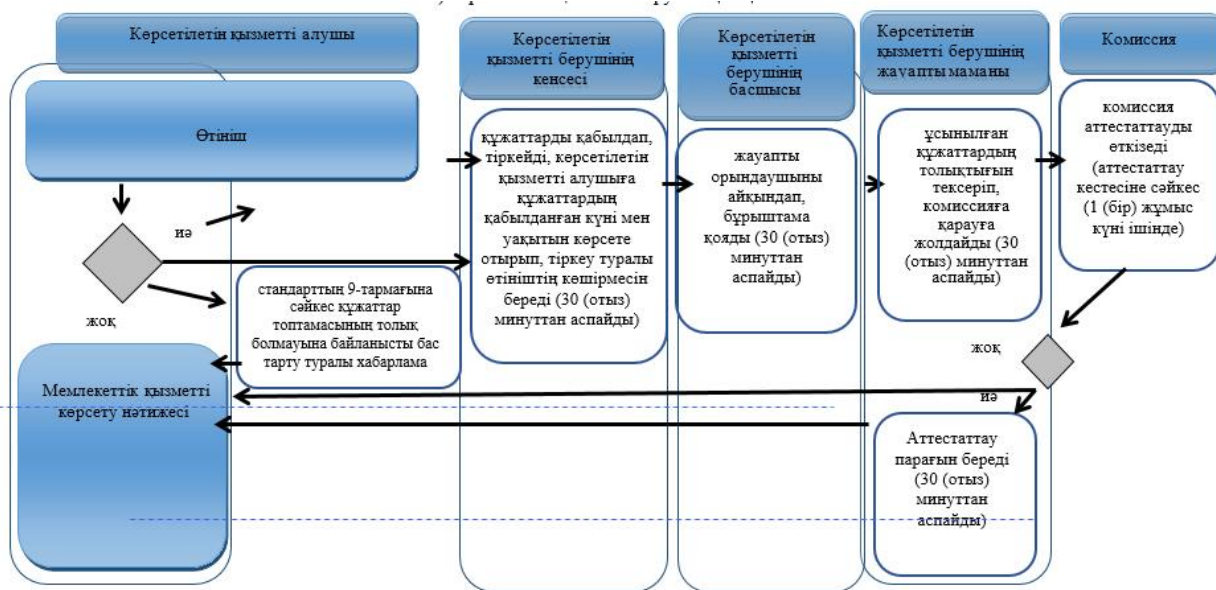 Көрсетілетін қызметті алушы
Көрсетілетін
қызметті берушінің
кеңсесі
Көрсетілетін
қызметті
берушінің
басшысы
Көрсетілетін
қызметті берушінің
жауапты маманы
Комиссия
Өтініш
құжаттарды қабылдап,
тіркейді, көрсетілетін
қызметті алушыға
құжаттардың
қабылданған күні мен
уақытын көрсете
отырып, тіркеу туралы
өтініштің көшірмесін
береді (30 (отыз)
минуттан аспайды)
жауапты
орындаушыны
айқындап,
бұрыштама
қояды (30 (отыз)
минуттан
аспайды)
ұсынылған
құжаттардың
толықтығын
тексеріп,
комиссияға
қарауға
жолдайды (30
(отыз) минуттан
аспайды)
комиссия
аттестаттауды
өткізеді
(аттестаттау
кестесіне сәйкес
(1 (бір) жұмыс
күні ішінде)
иә
жоқ
стандарттың 9-тармағына
сәйкес құжаттар
топтамасының толық
болмауына байланысты бас
тарту туралы хабарлама
жоқ
иә
Мемлекеттік қызметті
көрсету нәтижесі
Аттестаттау
парағын береді
(30 (отыз)
минуттан
аспайды)